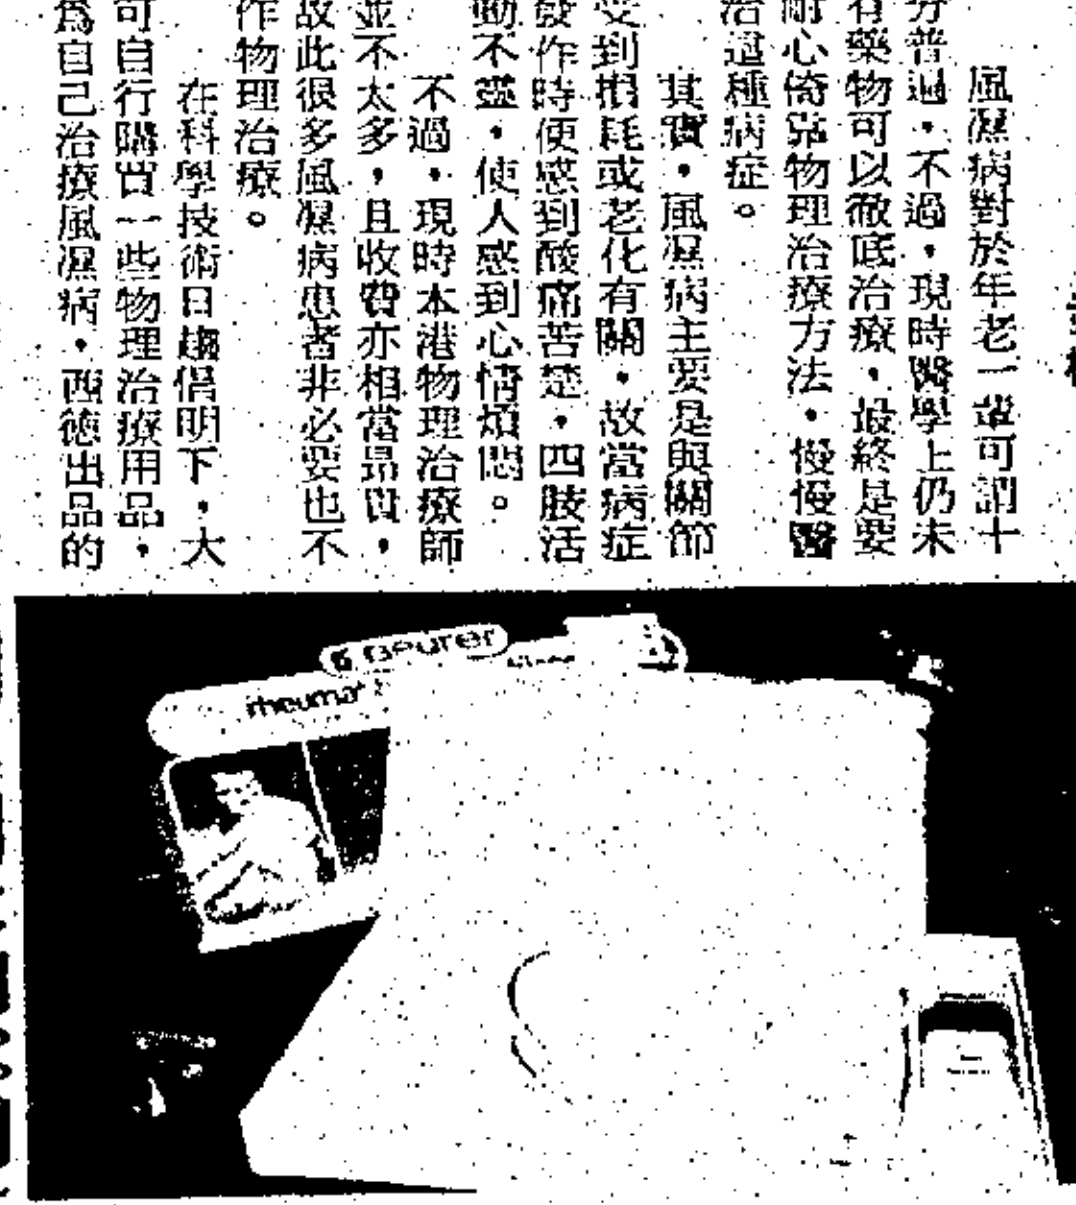 風濕病對於年老一輩可謂十
分普遍，不過，現時醫學上仍未
有藥物可以徹底治療，最終是要
耐心倚靠物理治療方法，慢慢醫
治這種病症。
其實，風濕病主要是與關節
受到損耗或老化有關，故當病症
發作時便感到酸痛苦楚，四肢活
動不靈，使人感到心情煩悶。
不過，現時本港物理治療師
並不太多，且收費亦相當昂貴，
故此很多風濕病患者非必要也不
作物理治療。
在科學技術日趨倡明下，大
可自行購買一些物理治療用品，
為自己治療風濕病，西德出品的
Beurer
rheuma